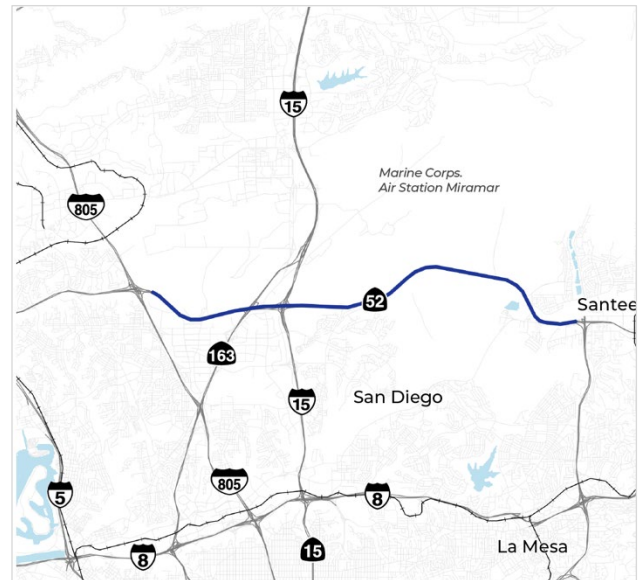 15
Marine Corps.
Air Station Miramar
805
52
Santee
163
15
San Diego
805
5
8
8
La Mesa
15